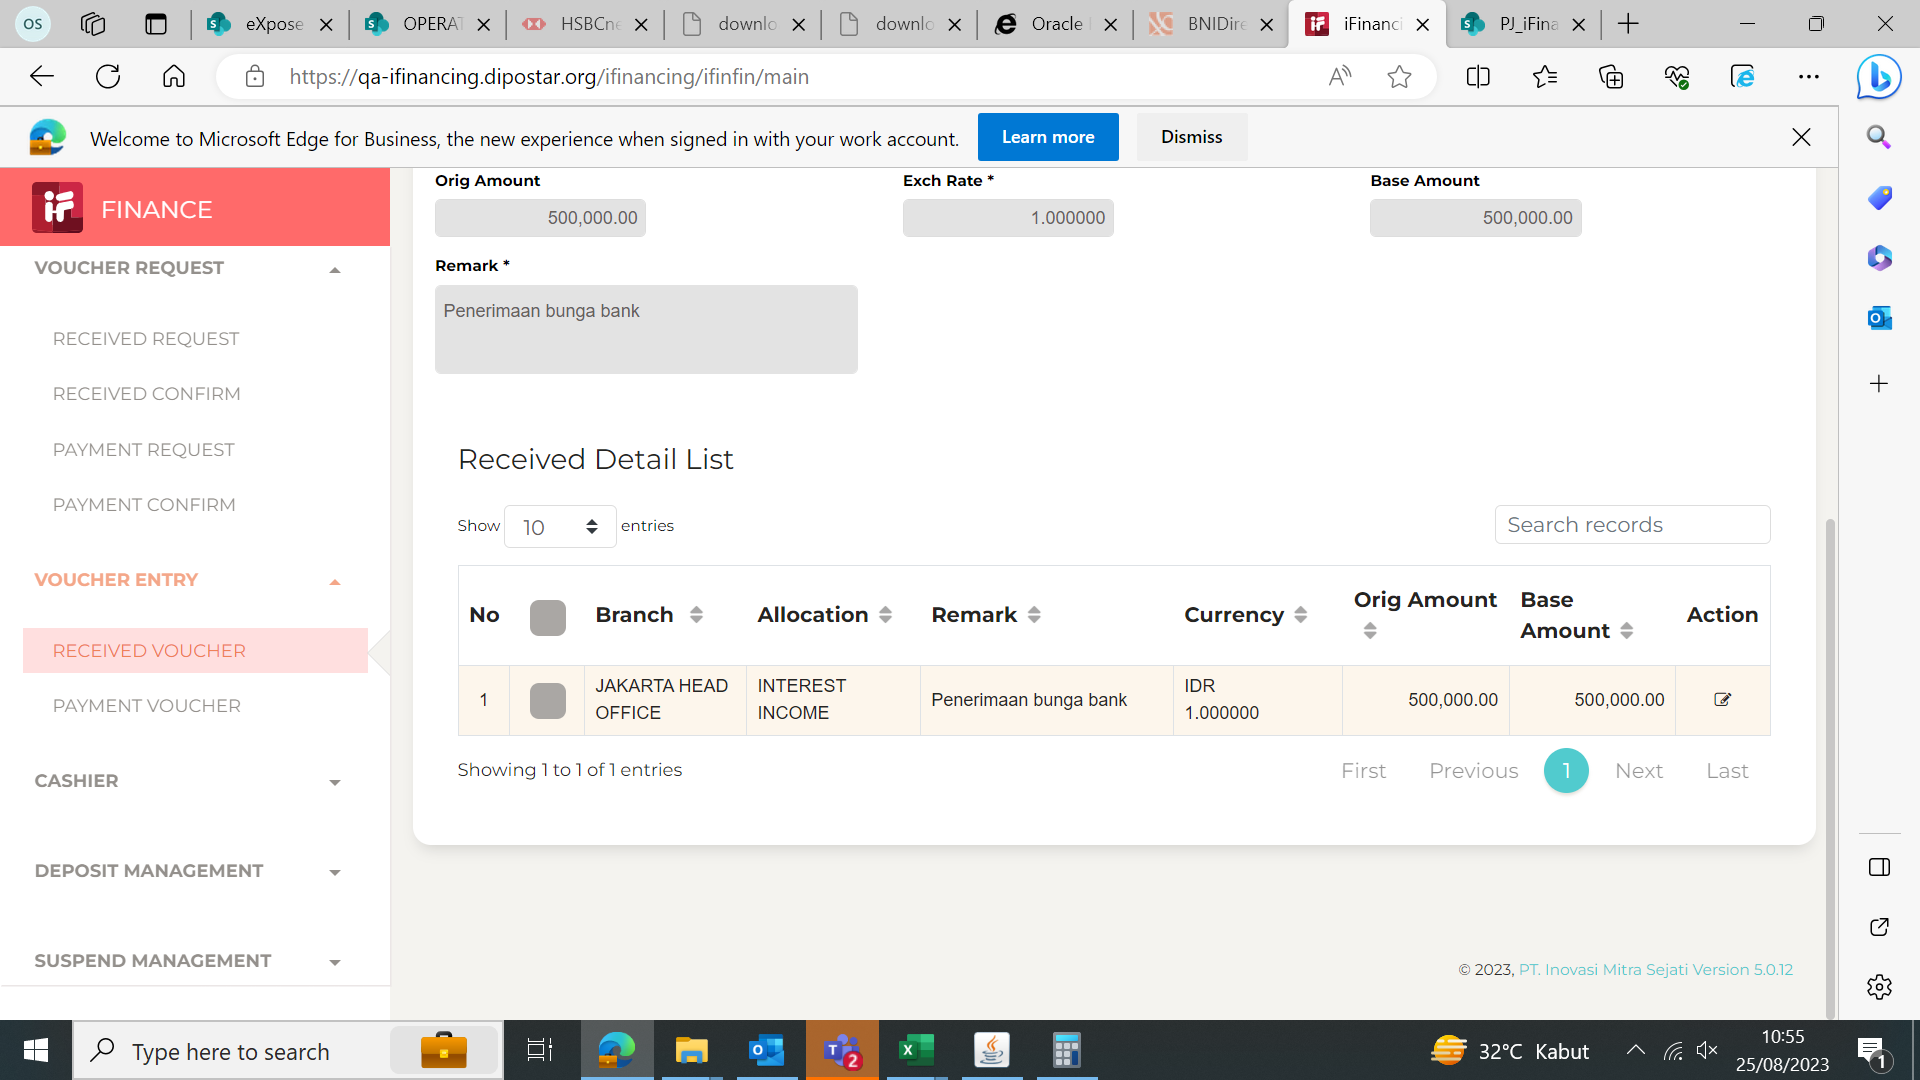 OS
eXpose
OPERAT
HSBCne
downlo
downlo
Oracle
BNIDire
iFinanci
PJ_iFina
https://qa-ifinancing.dipostar.org/ifinancing/ifinfin/main
Welcome to Microsoft Edge for Business, the new experience when signed in with your work account.
Learn more
Dismiss
iF FINANCE
VOUCHER REQUEST
RECEIVED REQUEST
RECEIVED CONFIRM
PAYMENT REQUEST
PAYMENT CONFIRM
VOUCHER ENTRY
RECEIVED VOUCHER
PAYMENT VOUCHER
CASHIER
DEPOSIT MANAGEMENT
SUSPEND MANAGEMENT
Orig Amount
500,000.00
Exch Rate *
1.000000
Base Amount
500,000.00
Remark *
Penerimaan bunga bank
Received Detail List
Show 10 entries
Search records
No Branch Allocation Remark Currency Orig Amount Base Amount Action
1 JAKARTA HEAD OFFICE INTEREST INCOME Penerimaan bunga bank IDR 1.000000 500,000.00 500,000.00
Showing 1 to 1 of 1 entries
First Previous 1 Next Last
© 2023, PT. Inovasi Mitra Sejati Version 5.0.12
Type here to search
2
32°C Kabut
10:55
25/08/2023
1